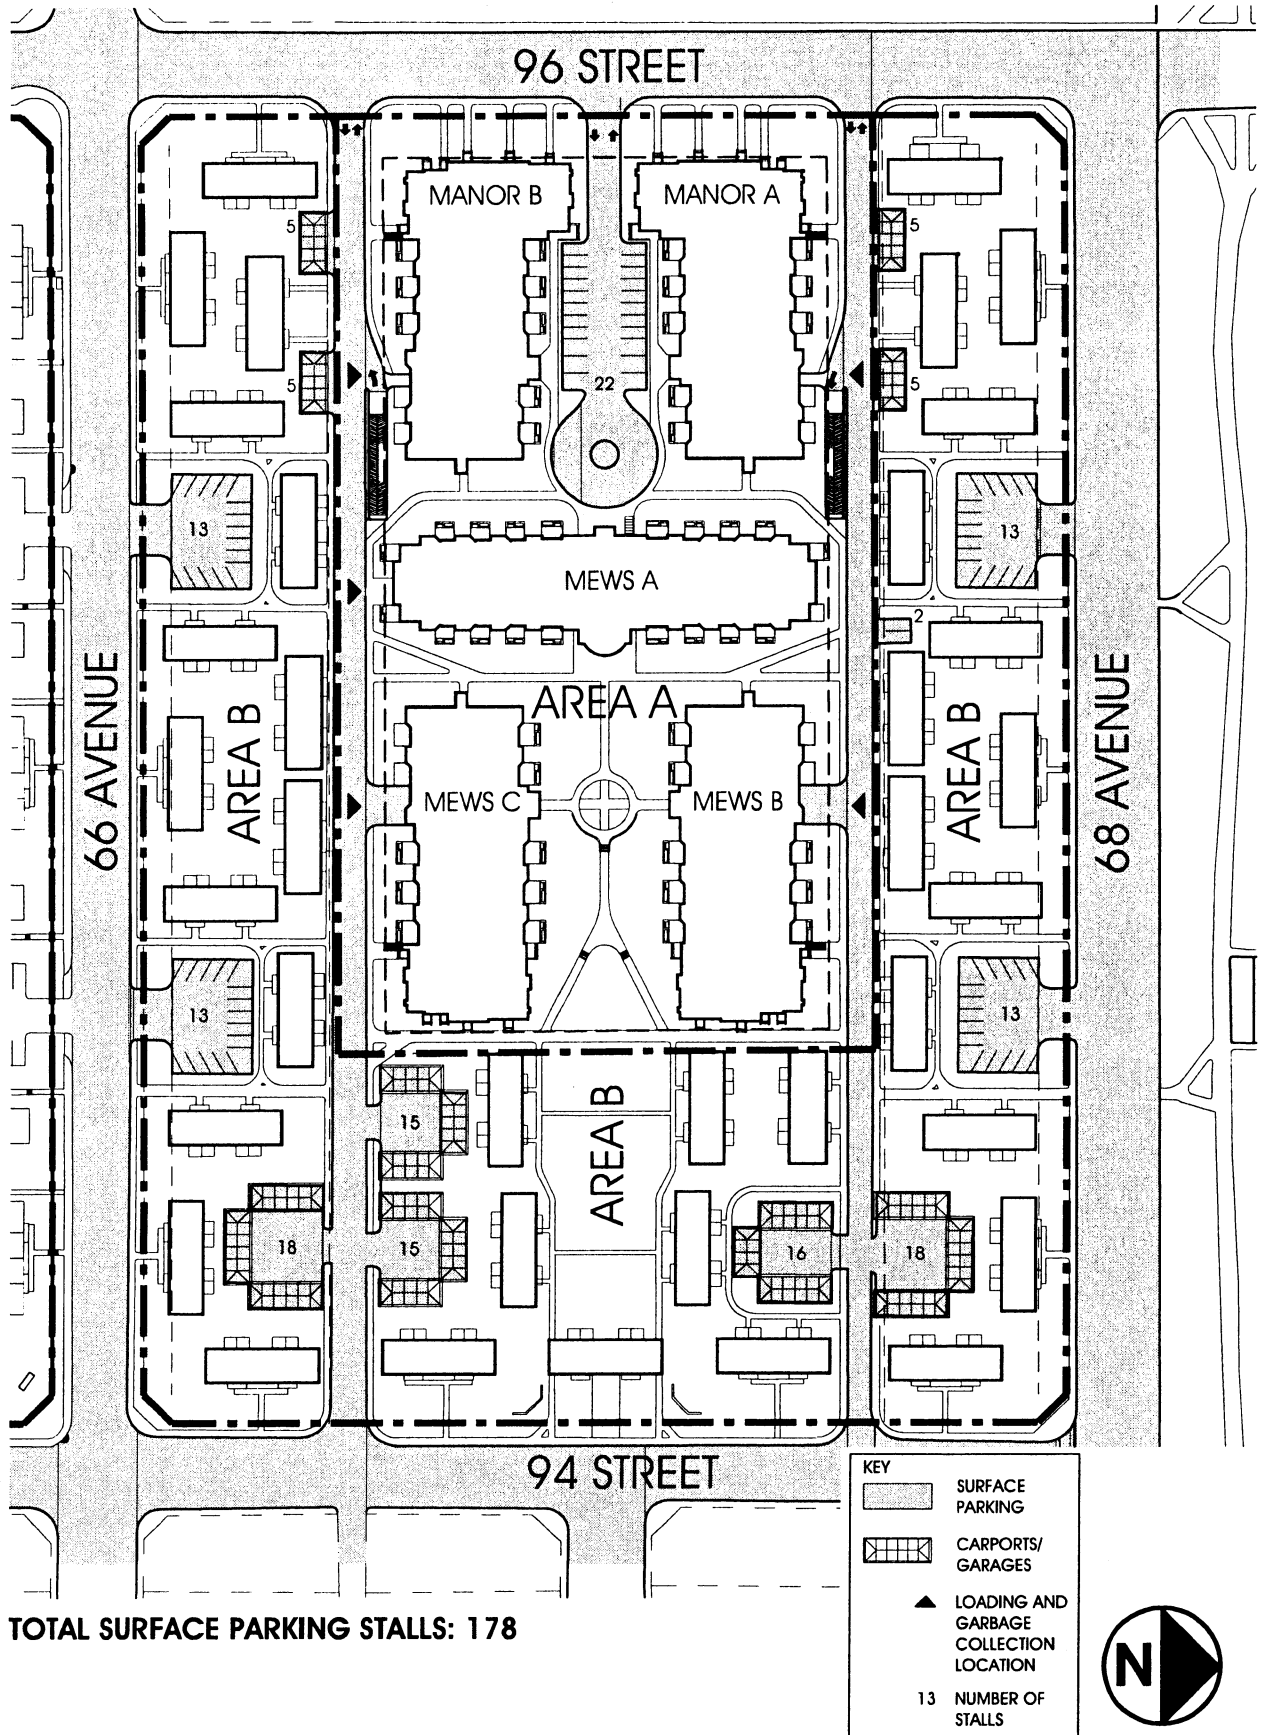 96 STREET
MANOR B
MANOR A
5
5
5
5
22
13
13
MEWS A
2
66 AVENUE
AREA B
AREA A
AREA B
68 AVENUE
MEWS C
MEWS B
13
13
15
AREA B
18
15
16
18
94 STREET
KEY
SURFACE
PARKING
CARPORTS/
GARAGES
LOADING AND
GARBAGE
COLLECTION
LOCATION
13 NUMBER OF
STALLS
TOTAL SURFACE PARKING STALLS: 178
N